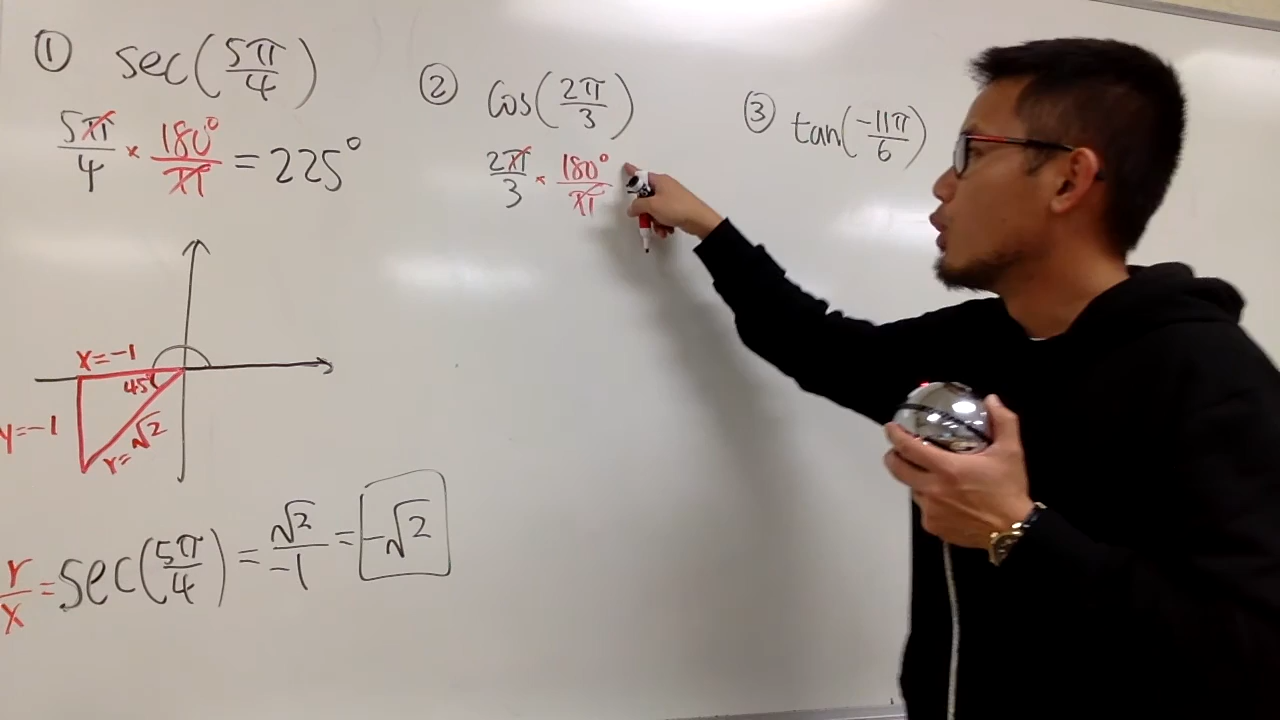 ① sec(5π/4)
5π/4 × 180°/π = 225°
x=-1
45°
y=-1
r=√2
r/x = sec(5π/4) = √2/-1 = -√2
② cos(2π/3)
2π/3 × 180°/π
③ tan(-11π/6)